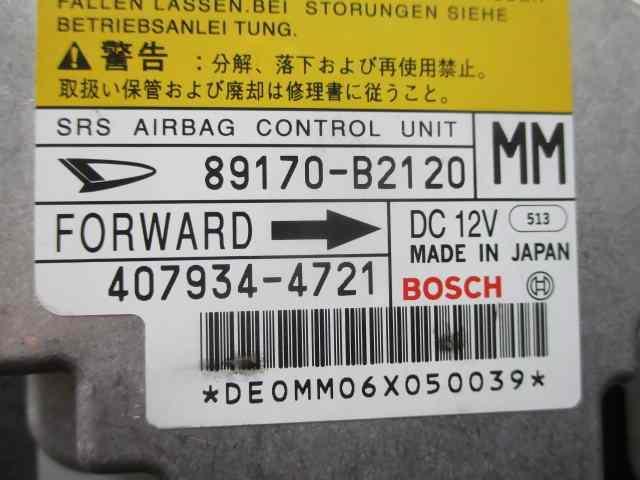 FALLEN LASSEN.BEI STORUNGEN SIEHE
BETRIEBSANLEITUNG.
警告 : 分解、落下および再使用禁止。
取扱い保管および廃却は修理書に従うこと。
SRS AIRBAG CONTROL UNIT
89170-B2120 MM
FORWARD DC 12V 513
MADE IN JAPAN
407934-4721 BOSCH
*DE0MM06X050039*